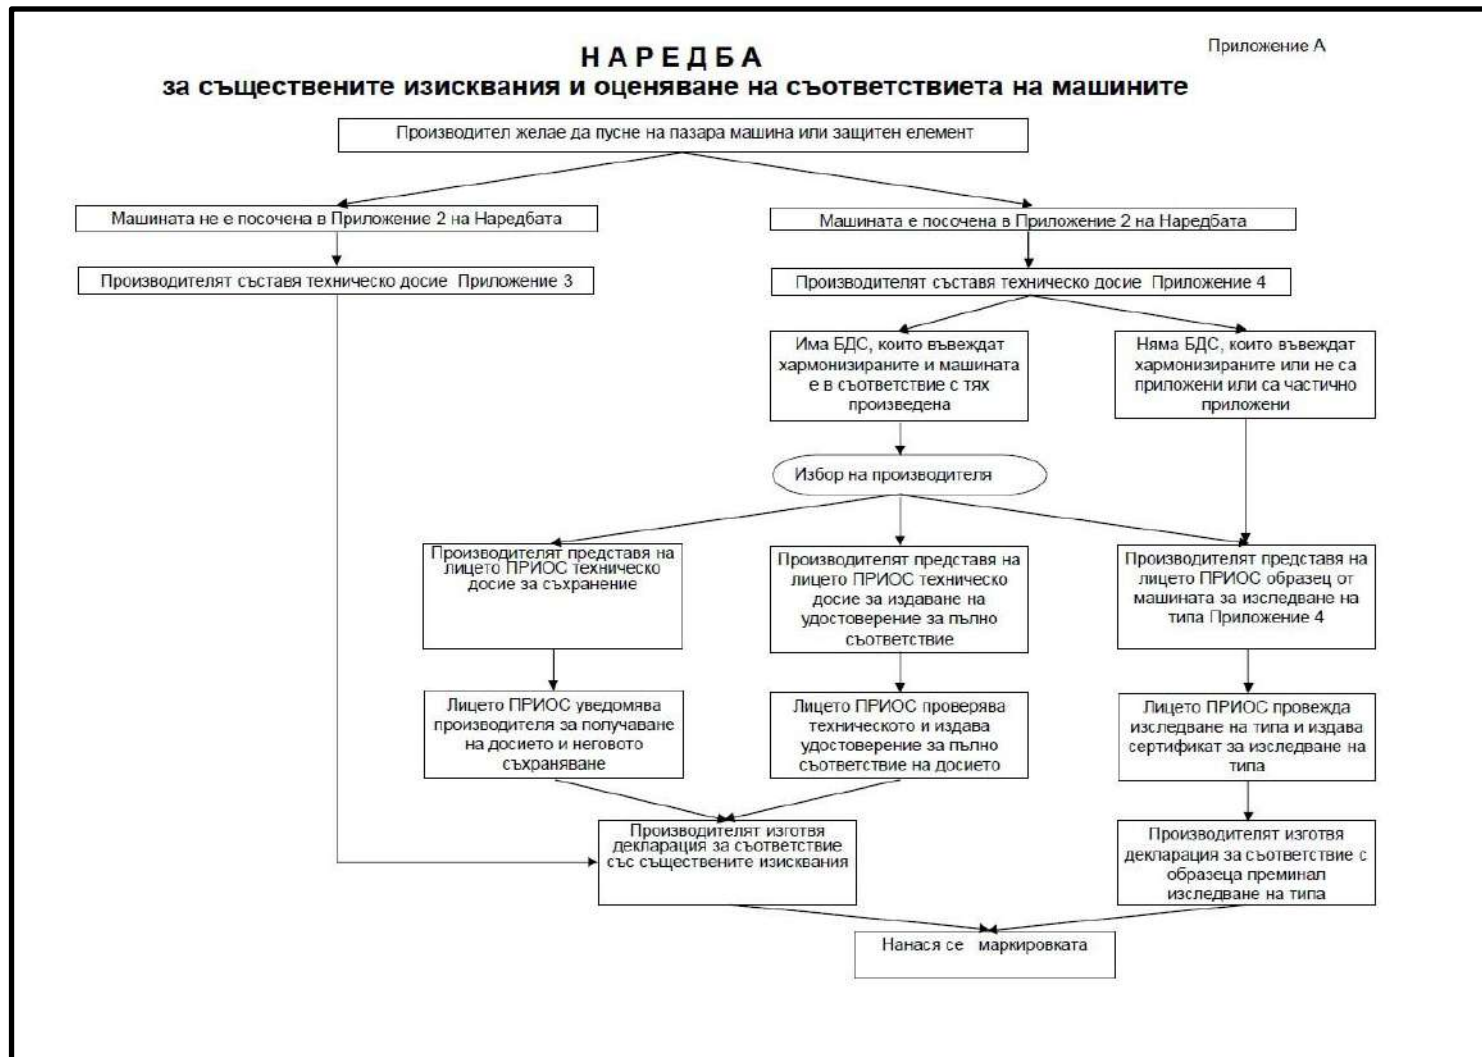 Приложение А
НАРЕДБА
за съществените изисквания и оценяване на съответствиета на машините
Производител желае да пусне на пазара машина или защитен елемент
Машината не е посочена в Приложение 2 на Наредбата
Машината е посочена в Приложение 2 на Наредбата
Производителят съставя техническо досие Приложение 3
Производителят съставя техническо досие Приложение 4
Има БДС, които въвеждат
хармонизираните и машината
е в съответствие с тях
произведена
Няма БДС, които въвеждат
хармонизираните или не са
приложени или са частично
приложени
Избор на производителя
Производителят представя на
лицето ПРИОС техническо
досие за съхранение
Производителят представя на
лицето ПРИОС техническо
досие за издаване на
удостоверение за пълно
съответствие
Производителят представя на
лицето ПРИОС образец от
машината за изследване на
типа Приложение 4
Лицето ПРИОС уведомява
производителя за получаване
на досието и неговото
съхраняване
Лицето ПРИОС проверява
техническото и издава
удостоверение за пълно
съответствие на досието
Лицето ПРИОС провежда
изследване на типа и издава
сертификат за изследване на
типа
Производителят изготвя
декларация за съответствие
със съществените изисквания
Производителят изготвя
декларация за съответствие с
образеца преминал
изследване на типа
Нанася се маркировката